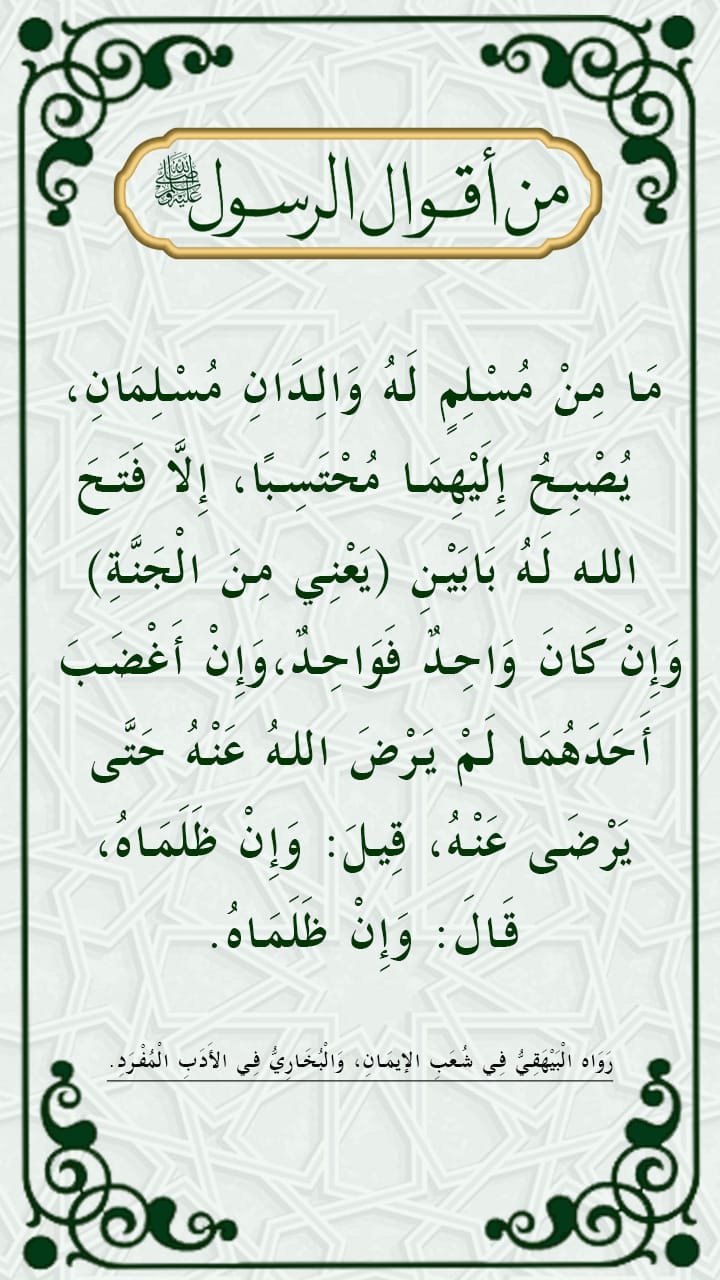 من أقوال الرسول ﷺ
مَا مِنْ مُسْلِمٍ لَهُ وَالِدَانِ مُسْلِمَانِ،
يُصْبِحُ إِلَيْهِمَا مُحْتَسِبًا، إِلَّا فَتَحَ
الله لَهُ بَابَيْنِ (يَعْنِي مِنَ الْجَنَّةِ)
وَإِنْ كَانَ وَاحِدٌ فَوَاحِدٌ،وَإِنْ أَغْضَبَ
أَحَدَهُمَا لَمْ يَرْضَ اللهُ عَنْهُ حَتَّى
يَرْضَى عَنْهُ، قِيلَ: وَإِنْ ظَلَمَاهُ،
قَالَ: وَإِنْ ظَلَمَاهُ.
رَوَاه الْبَيْهَقِيُّ فِي شُعَبِ الإيمَانِ، وَالْبُخَارِيُّ فِي الأَدَبِ الْمُفْرَدِ.